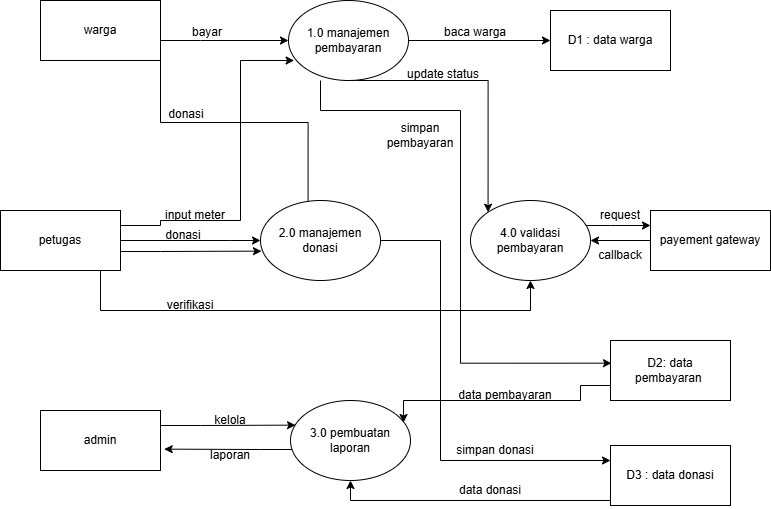 warga
bayar
1.0 manajemen
pembayaran
baca warga
D1 : data warga
update status
donasi
simpan
pembayaran
input meter
petugas
donasi
2.0 manajemen
donasi
4.0 validasi
pembayaran
request
payement gateway
callback
verifikasi
D2: data
pembayaran
data pembayaran
kelola
admin
3.0 pembuatan
laporan
laporan
simpan donasi
D3 : data donasi
data donasi